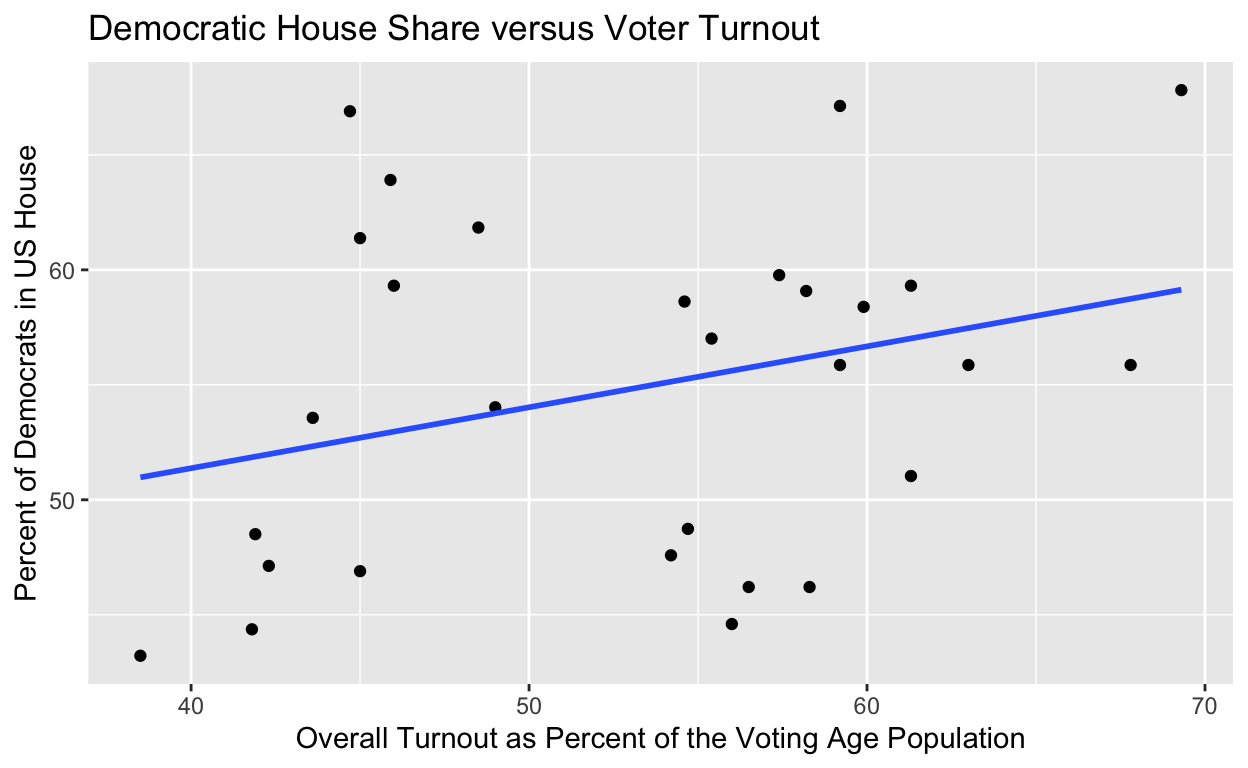 Democratic House Share versus Voter Turnout
Percent of Democrats in US House
60
50
40
50
60
70
Overall Turnout as Percent of the Voting Age Population